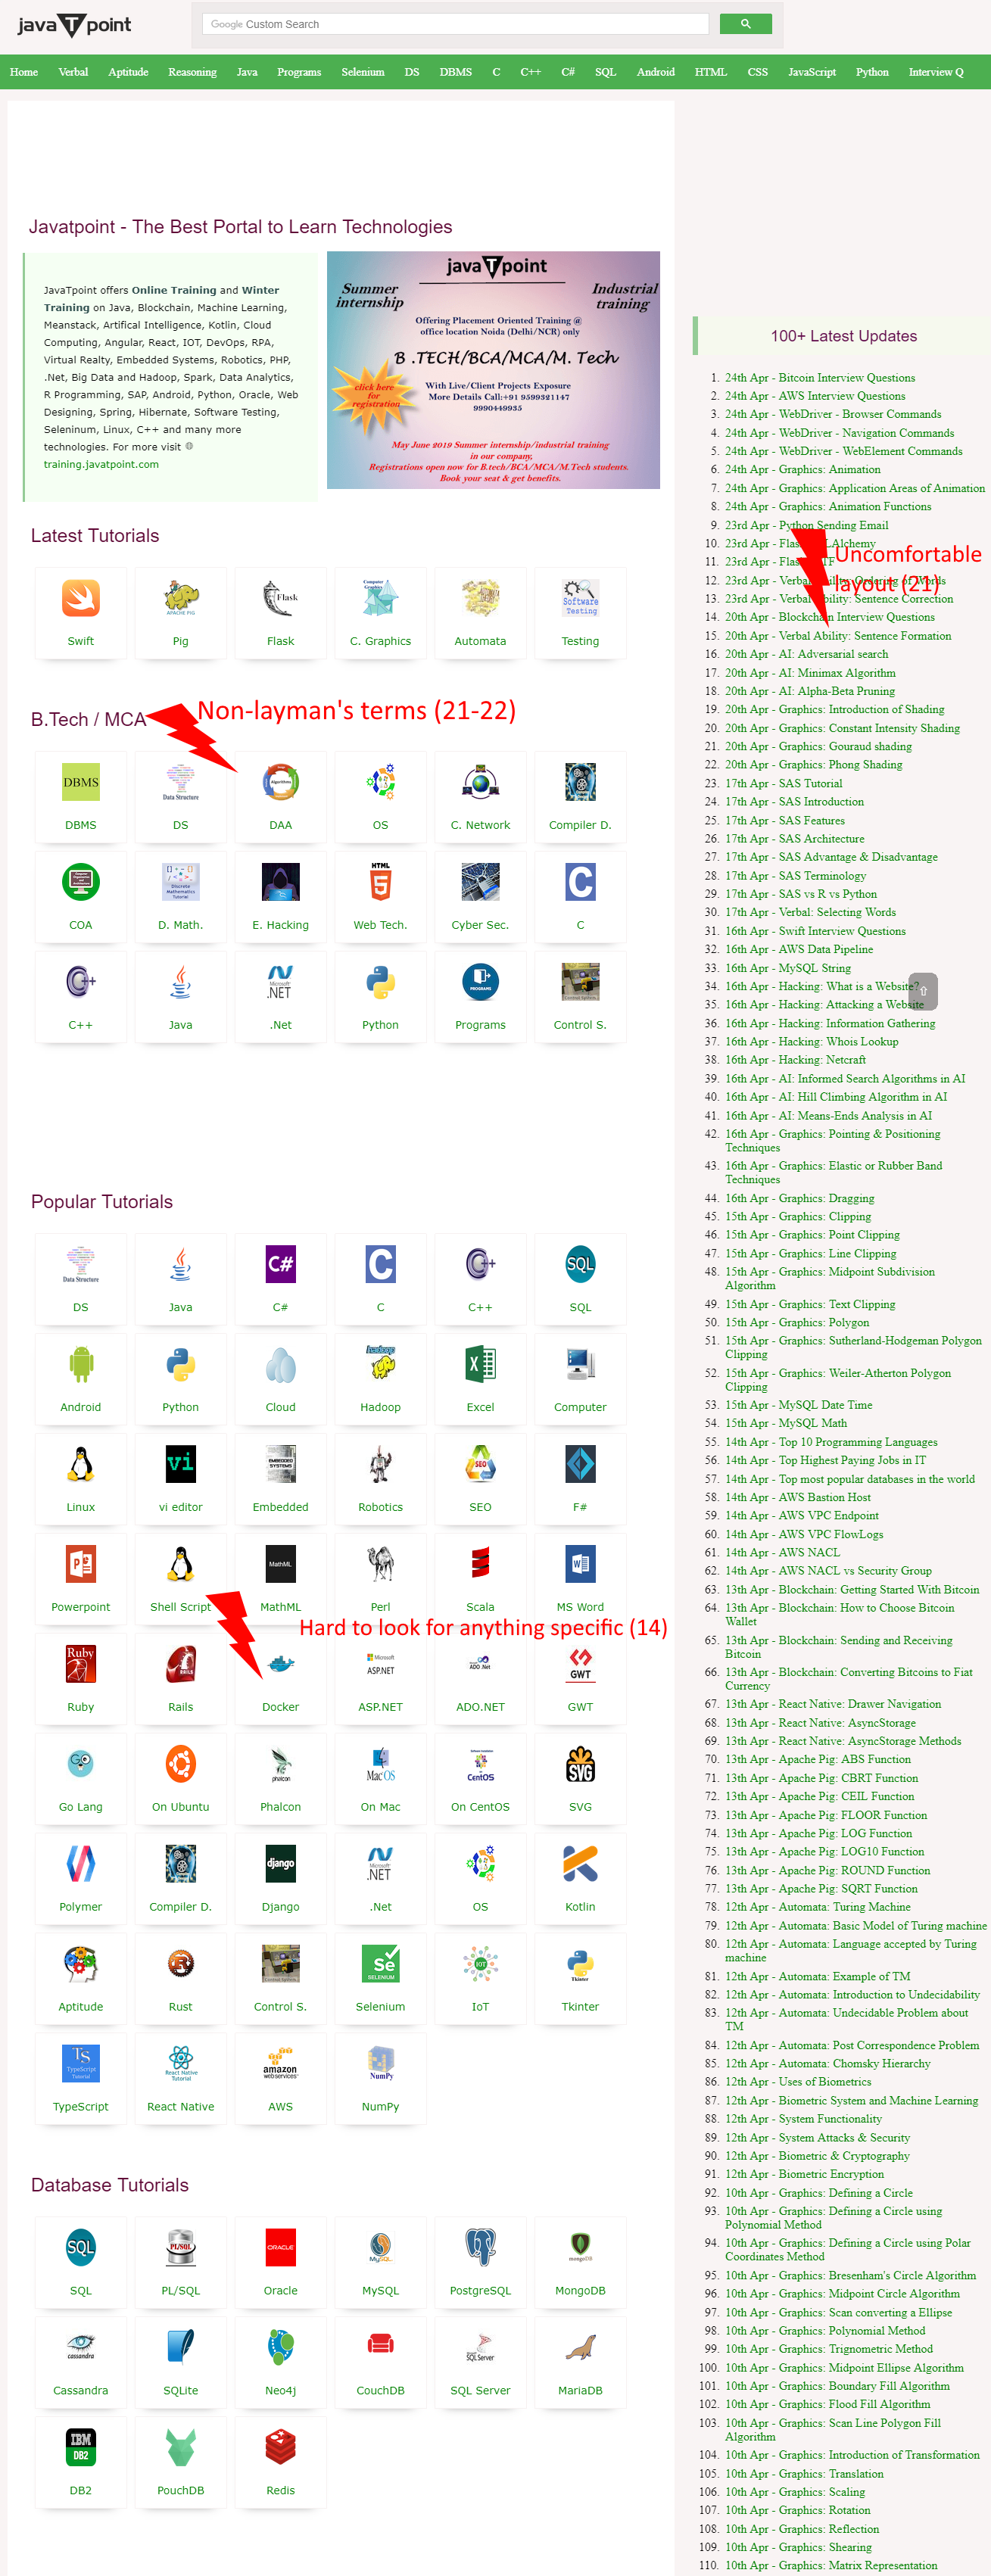 javaTpoint
Google Custom Search
Home Verbal Aptitude Reasoning Java Programs Selenium DS DBMS C C++ C# SQL Android HTML CSS JavaScript Python Interview Q
Javatpoint - The Best Portal to Learn Technologies
JavaTpoint offers Online Training and Winter
Training on Java, Blockchain, Machine Learning,
Meanstack, Artifical Intelligence, Kotlin, Cloud
Computing, Angular, React, IOT, DevOps, RPA,
Virtual Realty, Embedded Systems, Robotics, PHP,
.Net, Big Data and Hadoop, Spark, Data Analytics,
R Programming, SAP, Android, Python, Oracle, Web
Designing, Spring, Hibernate, Software Testing,
Seleninum, Linux, C++ and many more
technologies. For more visit
training.javatpoint.com
javaTpoint
Summer internship
Industrial training
Offering Placement Oriented Training @
office location Noida (Delhi/NCR) only
B .TECH/BCA/MCA/M. Tech
click here for registration
With Live/Client Projects Exposure
More Details Call:+91 9599321147
9990449935
May June 2019 Summer internship/industrial training
in our company,
Registrations open now for B.tech/BCA/MCA/M.Tech students.
Book your seat & get benefits.
Latest Tutorials
Swift Pig Flask C. Graphics Automata Testing
B.Tech / MCA
Non-layman's terms (21-22)
DBMS DS DAA OS C. Network Compiler D.
COA D. Math. E. Hacking Web Tech. Cyber Sec. C
C++ Java .Net Python Programs Control S.
Popular Tutorials
DS Java C# C C++ SQL
Android Python Cloud Hadoop Excel Computer
Linux vi editor Embedded Robotics SEO F#
Powerpoint Shell Script MathML Perl Scala MS Word
Hard to look for anything specific (14)
Ruby Rails Docker ASP.NET ADO.NET GWT
Go Lang On Ubuntu Phalcon On Mac On CentOS SVG
Polymer Compiler D. Django .Net OS Kotlin
Aptitude Rust Control S. Selenium IoT Tkinter
TypeScript React Native AWS NumPy
Database Tutorials
SQL PL/SQL Oracle MySQL PostgreSQL MongoDB
Cassandra SQLite Neo4j CouchDB SQL Server MariaDB
DB2 PouchDB Redis
100+ Latest Updates
1. 24th Apr - Bitcoin Interview Questions
2. 24th Apr - AWS Interview Questions
3. 24th Apr - WebDriver - Browser Commands
4. 24th Apr - WebDriver - Navigation Commands
5. 24th Apr - WebDriver - WebElement Commands
6. 24th Apr - Graphics: Animation
7. 24th Apr - Graphics: Application Areas of Animation
8. 24th Apr - Graphics: Animation Functions
9. 23rd Apr - Python Sending Email
10. 23rd Apr -
11. 23rd Apr -
Uncomfortable
layout (21)
12. 23rd Apr - Verbal Ability: Ordering of Words
13. 23rd Apr - Verbal Ability: Sentence Correction
14. 20th Apr - Blockchain Interview Questions
15. 20th Apr - Verbal Ability: Sentence Formation
16. 20th Apr - AI: Adversarial search
17. 20th Apr - AI: Minimax Algorithm
18. 20th Apr - AI: Alpha-Beta Pruning
19. 20th Apr - Graphics: Introduction of Shading
20. 20th Apr - Graphics: Constant Intensity Shading
21. 20th Apr - Graphics: Gouraud shading
22. 20th Apr - Graphics: Phong Shading
23. 17th Apr - SAS Tutorial
24. 17th Apr - SAS Introduction
25. 17th Apr - SAS Features
26. 17th Apr - SAS Architecture
27. 17th Apr - SAS Advantage & Disadvantage
28. 17th Apr - SAS Terminology
29. 17th Apr - SAS vs R vs Python
30. 17th Apr - Verbal: Selecting Words
31. 16th Apr - Swift Interview Questions
32. 16th Apr - AWS Data Pipeline
33. 16th Apr - MySQL String
34. 16th Apr - Hacking: What is a Website?
35. 16th Apr - Hacking: Attacking a Website
36. 16th Apr - Hacking: Information Gathering
37. 16th Apr - Hacking: Whois Lookup
38. 16th Apr - Hacking: Netcraft
39. 16th Apr - AI: Informed Search Algorithms in AI
40. 16th Apr - AI: Hill Climbing Algorithm in AI
41. 16th Apr - AI: Means-Ends Analysis in AI
42. 16th Apr - Graphics: Pointing & Positioning
Techniques
43. 16th Apr - Graphics: Elastic or Rubber Band
Techniques
44. 16th Apr - Graphics: Dragging
45. 15th Apr - Graphics: Clipping
46. 15th Apr - Graphics: Point Clipping
47. 15th Apr - Graphics: Line Clipping
48. 15th Apr - Graphics: Midpoint Subdivision
Algorithm
49. 15th Apr - Graphics: Text Clipping
50. 15th Apr - Graphics: Polygon
51. 15th Apr - Graphics: Sutherland-Hodgeman Polygon
Clipping
52. 15th Apr - Graphics: Weiler-Atherton Polygon
Clipping
53. 15th Apr - MySQL Date Time
54. 15th Apr - MySQL Math
55. 14th Apr - Top 10 Programming Languages
56. 14th Apr - Top Highest Paying Jobs in IT
57. 14th Apr - Top most popular databases in the world
58. 14th Apr - AWS Bastion Host
59. 14th Apr - AWS VPC Endpoint
60. 14th Apr - AWS VPC FlowLogs
61. 14th Apr - AWS NACL
62. 14th Apr - AWS NACL vs Security Group
63. 13th Apr - Blockchain: Getting Started With Bitcoin
64. 13th Apr - Blockchain: How to Choose Bitcoin
Wallet
65. 13th Apr - Blockchain: Sending and Receiving
Bitcoin
66. 13th Apr - Blockchain: Converting Bitcoins to Fiat
Currency
67. 13th Apr - React Native: Drawer Navigation
68. 13th Apr - React Native: AsyncStorage
69. 13th Apr - React Native: AsyncStorage Methods
70. 13th Apr - Apache Pig: ABS Function
71. 13th Apr - Apache Pig: CBRT Function
72. 13th Apr - Apache Pig: CEIL Function
73. 13th Apr - Apache Pig: FLOOR Function
74. 13th Apr - Apache Pig: LOG Function
75. 13th Apr - Apache Pig: LOG10 Function
76. 13th Apr - Apache Pig: ROUND Function
77. 13th Apr - Apache Pig: SQRT Function
78. 12th Apr - Automata: Turing Machine
79. 12th Apr - Automata: Basic Model of Turing machine
80. 12th Apr - Automata: Language accepted by Turing
machine
81. 12th Apr - Automata: Example of TM
82. 12th Apr - Automata: Introduction to Undecidability
83. 12th Apr - Automata: Undecidable Problem about
TM
84. 12th Apr - Automata: Post Correspondence Problem
85. 12th Apr - Automata: Chomsky Hierarchy
86. 12th Apr - Uses of Biometrics
87. 12th Apr - Biometric System and Machine Learning
88. 12th Apr - System Functionality
89. 12th Apr - System Attacks & Security
90. 12th Apr - Biometric & Cryptography
91. 12th Apr - Biometric Encryption
92. 10th Apr - Graphics: Defining a Circle
93. 10th Apr - Graphics: Defining a Circle using
Polynomial Method
94. 10th Apr - Graphics: Defining a Circle using Polar
Coordinates Method
95. 10th Apr - Graphics: Bresenham's Circle Algorithm
96. 10th Apr - Graphics: Midpoint Circle Algorithm
97. 10th Apr - Graphics: Scan converting a Ellipse
98. 10th Apr - Graphics: Polynomial Method
99. 10th Apr - Graphics: Trignometric Method
100. 10th Apr - Graphics: Midpoint Ellipse Algorithm
101. 10th Apr - Graphics: Boundary Fill Algorithm
102. 10th Apr - Graphics: Flood Fill Algorithm
103. 10th Apr - Graphics: Scan Line Polygon Fill
Algorithm
104. 10th Apr - Graphics: Introduction of Transformation
105. 10th Apr - Graphics: Translation
106. 10th Apr - Graphics: Scaling
107. 10th Apr - Graphics: Rotation
108. 10th Apr - Graphics: Reflection
109. 10th Apr - Graphics: Shearing
110. 10th Apr - Graphics: Matrix Representation